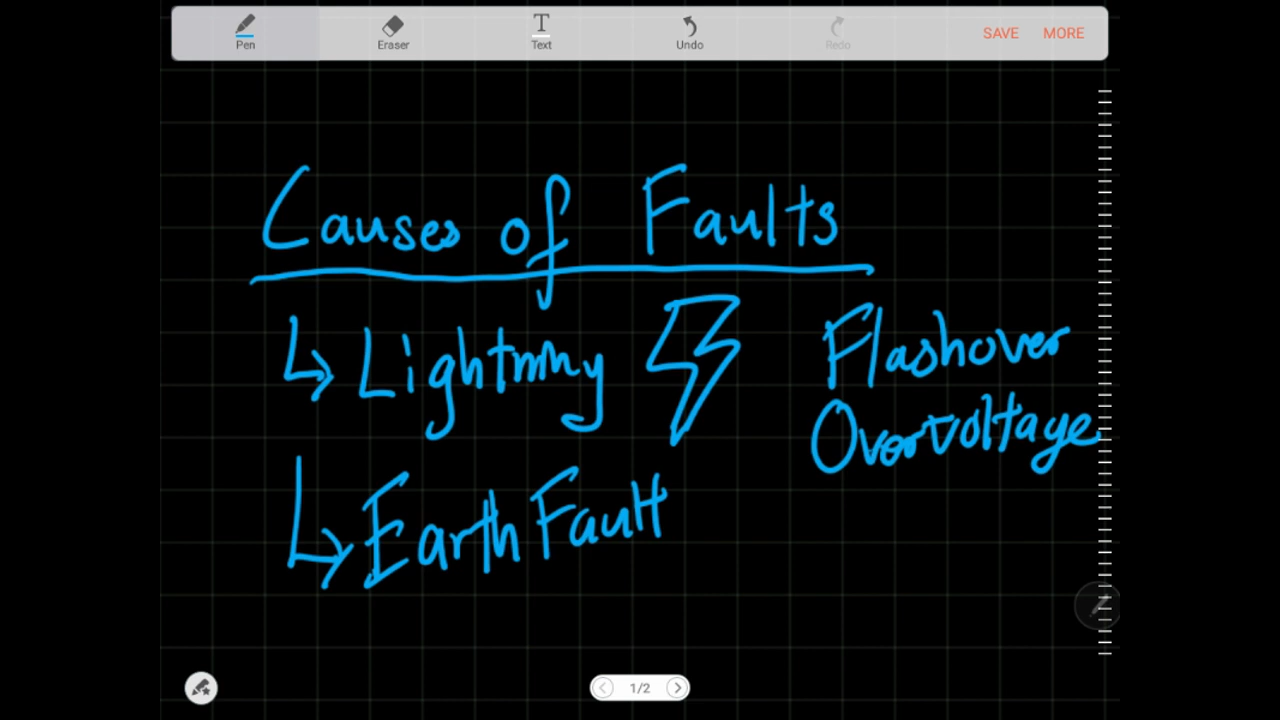 Pen Eraser Text Undo Redo SAVE MORE
Causes of Faults
Lightning Flashover
Overvoltage
Earth Fault
1/2